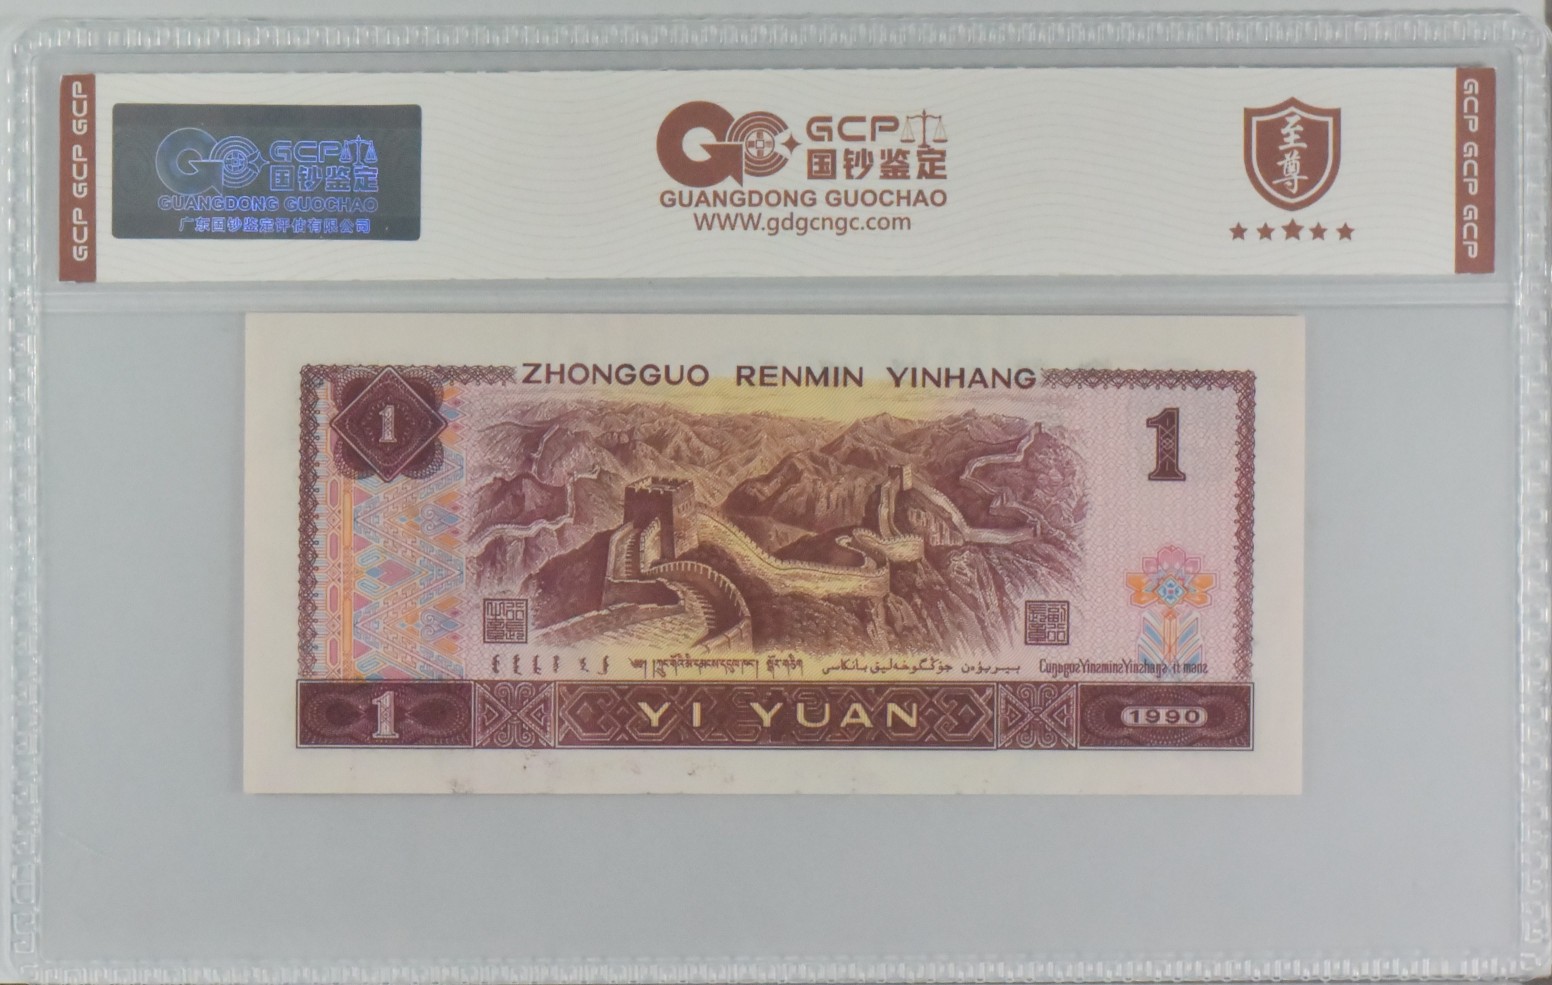 GCP GCP GCP
GCP
国钞鉴定
GUANGDONG GUOCHAO
广东国钞鉴定评估有限公司
GCP
国钞鉴定
GUANGDONG GUOCHAO
WWW.gdgcngc.com
至尊
GCP GCP GCP
ZHONGGUO RENMIN YINHANG
1
1
1
YI YUAN
1990